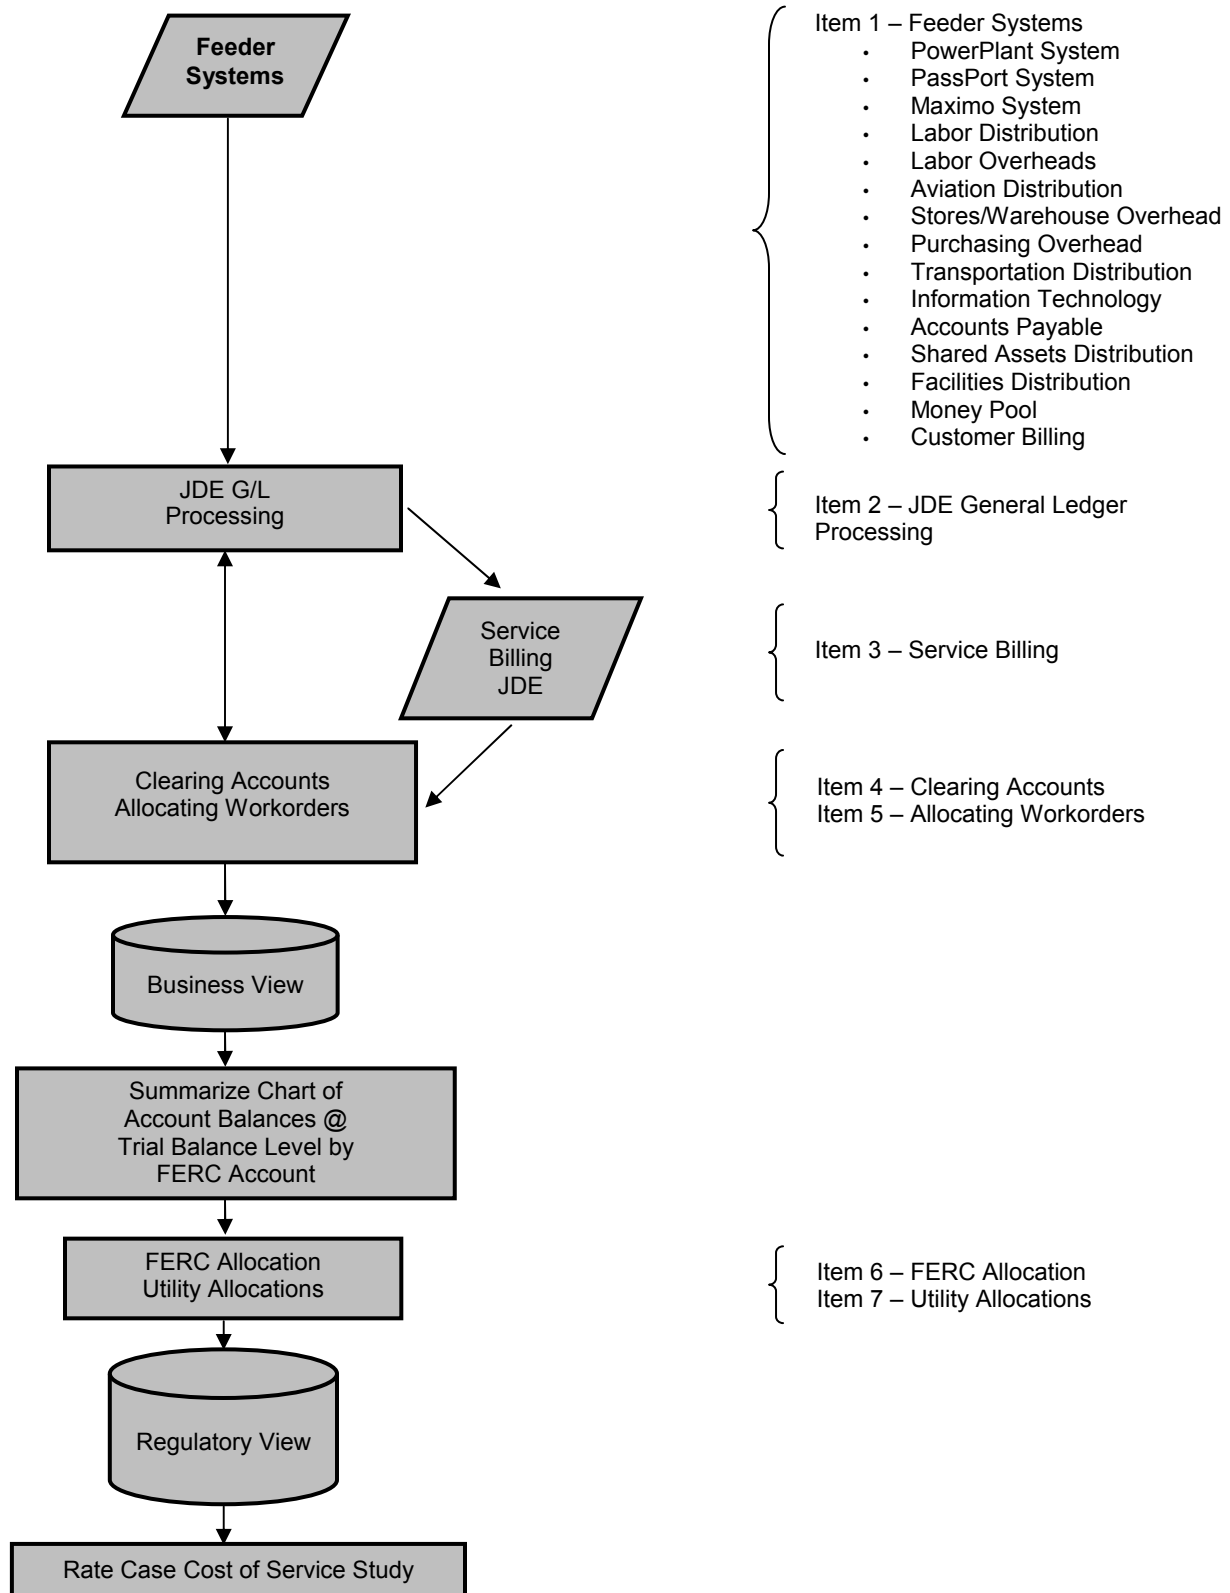 Feeder
Systems
Item 1 – Feeder Systems
• PowerPlant System
• PassPort System
• Maximo System
• Labor Distribution
• Labor Overheads
• Aviation Distribution
• Stores/Warehouse Overhead
• Purchasing Overhead
• Transportation Distribution
• Information Technology
• Accounts Payable
• Shared Assets Distribution
• Facilities Distribution
• Money Pool
• Customer Billing
JDE G/L
Processing
Item 2 – JDE General Ledger
Processing
Service
Billing
JDE
Item 3 – Service Billing
Clearing Accounts
Allocating Workorders
Item 4 – Clearing Accounts
Item 5 – Allocating Workorders
Business View
Summarize Chart of
Account Balances @
Trial Balance Level by
FERC Account
FERC Allocation
Utility Allocations
Item 6 – FERC Allocation
Item 7 – Utility Allocations
Regulatory View
Rate Case Cost of Service Study